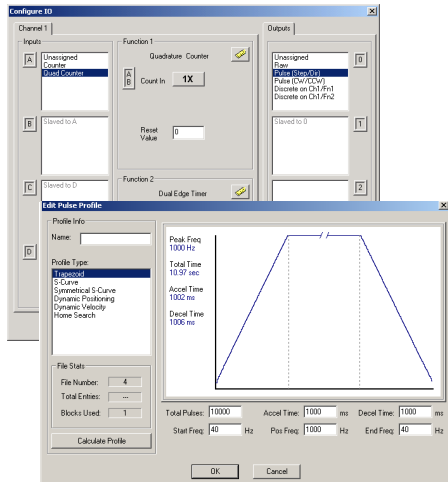 Configure IO
Channel 1
Inputs
A
Unassigned
Counter
Quad Counter
B
Slaved to A
C
Slaved to D
D
Function 1
Quadrature Counter
A
B
Count In
1X
Reset
Value
0
Function 2
Dual Edge Timer
Outputs
Unassigned
Raw
Pulse (Step/Dir)
Pulse (CW/CCW)
Discrete on Ch1/Fn1
Discrete on Ch1/Fn2
0
Slaved to 0
1
2
Edit Pulse Profile
Profile Info
Name:
Profile Type:
Trapezoid
S-Curve
Symmetrical S-Curve
Dynamic Positioning
Dynamic Velocity
Home Search
File Stats
File Number: 4
Total Entries: ---
Blocks Used: 1
Calculate Profile
Peak Freq
1000 Hz
Total Time
10.97 sec
Accel Time
1002 ms
Decel Time
1006 ms
Total Pulses: 10000 Accel Time: 1000 ms Decel Time: 1000 ms
Start Freq: 40 Hz Pos Freq: 1000 Hz End Freq: 40 Hz
OK Cancel